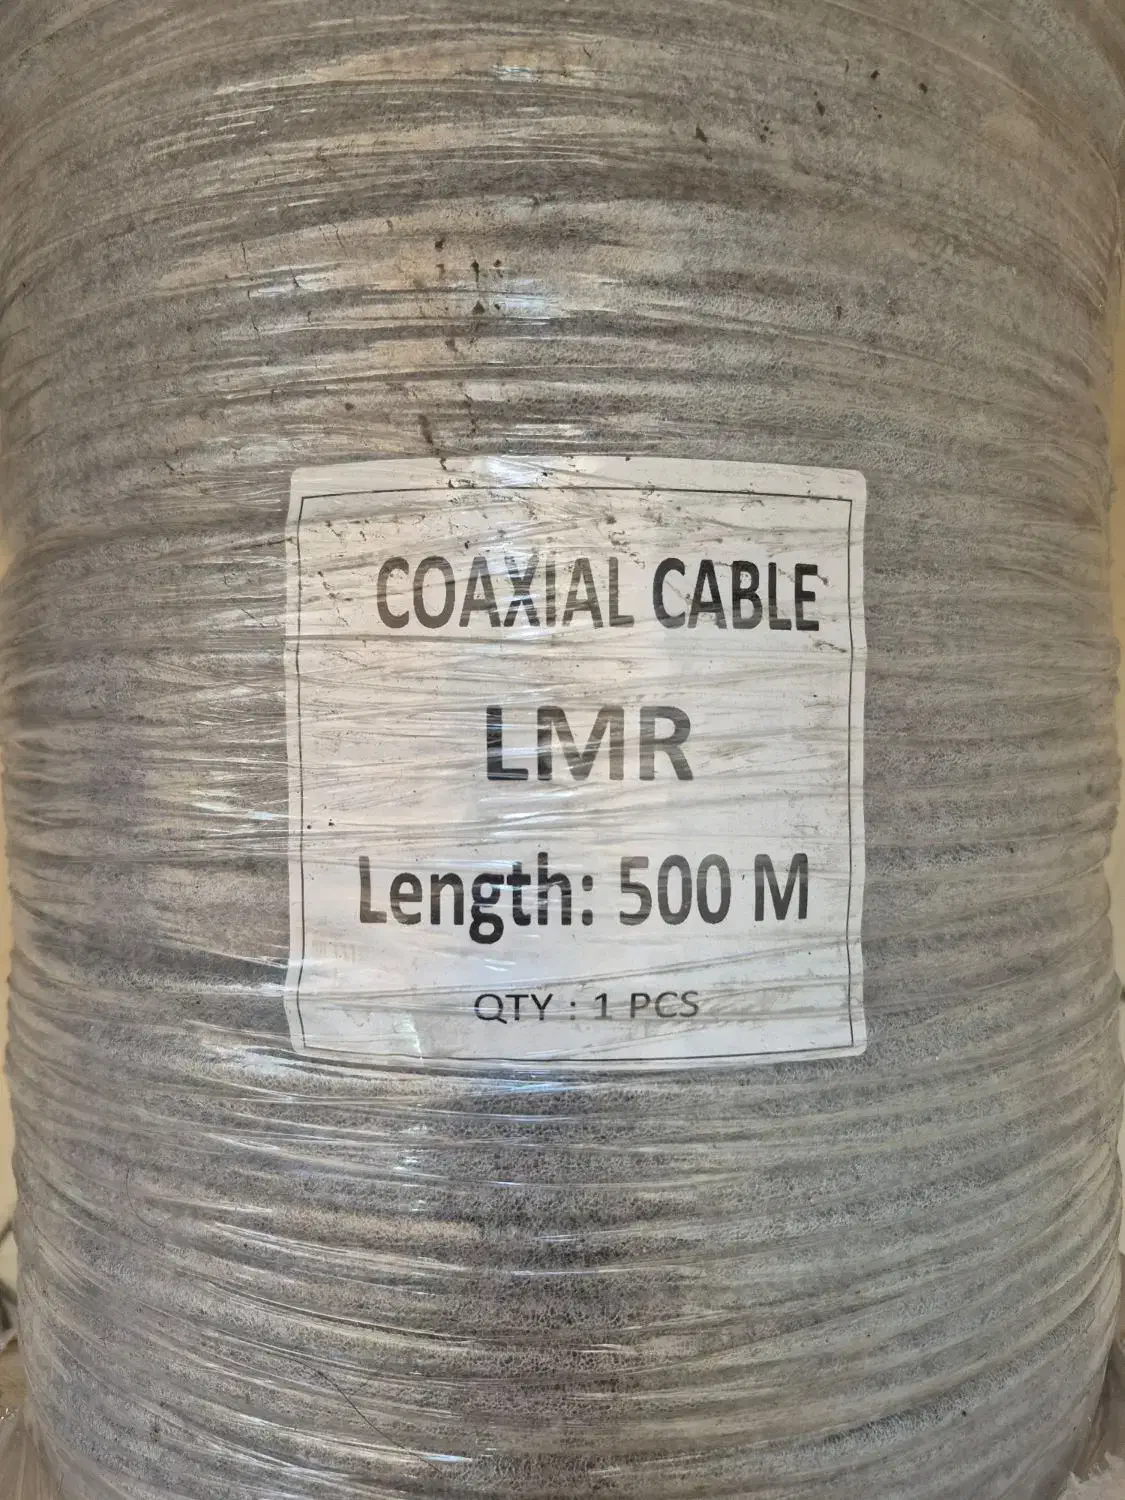 COAXIAL CABLE
LMR
Length: 500 M
QTY : 1 PCS